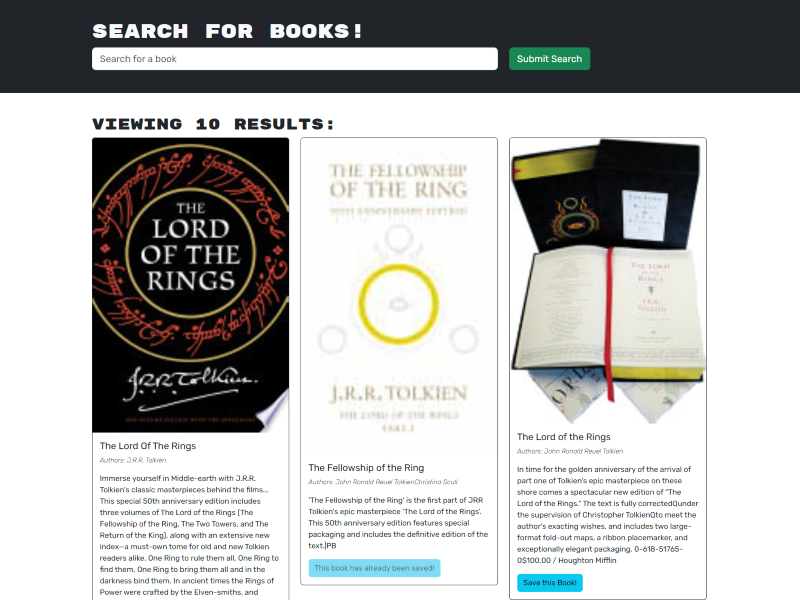 SEARCH FOR BOOKS!
Search for a book
Submit Search
VIEWING 10 RESULTS:
THE
LORD
OF THE
RINGS
J.R.R. Tolkien.
The Lord Of The Rings
Authors: J.R.R. Tolkien
Immerse yourself in Middle-earth with J.R.R.
Tolkien's classic masterpieces behind the films...
This special 50th anniversary edition includes
three volumes of The Lord of the Rings (The
Fellowship of the Ring, The Two Towers, and The
Return of the King), along with an extensive new
index—a must-own tome for old and new Tolkien
readers alike. One Ring to rule them all, One Ring to
find them, One Ring to bring them all and in the
darkness bind them. In ancient times the Rings of
Power were crafted by the Elven-smiths, and
THE FELLOWSHIP
OF THE RING
J.R.R. TOLKIEN
THE LORD OF THE RINGS
PART 1
The Fellowship of the Ring
Authors: John Ronald Reuel TolkienChristina Scull
'The Fellowship of the Ring' is the first part of JRR
Tolkien's epic masterpiece 'The Lord of the Rings'.
This 50th anniversary edition features special
packaging and includes the definitive edition of the
text.|PB
This book has already been saved!
THE LORD
RINGS
J.R.R.
TOLKIEN
The Lord of the Rings
Authors: John Ronald Reuel Tolkien
In time for the golden anniversary of the arrival of
part one of Tolkien's epic masterpiece on these
shore comes a spectacular new edition of "The
Lord of the Rings." The text is fully correctedQunder
the supervision of Christopher TolkienQto meet the
author's exacting wishes, and includes two large-
format fold-out maps, a ribbon placemarker, and
exceptionally elegant packaging. 0-618-51765-
0$100.00 / Houghton Mifflin
Save this Book!